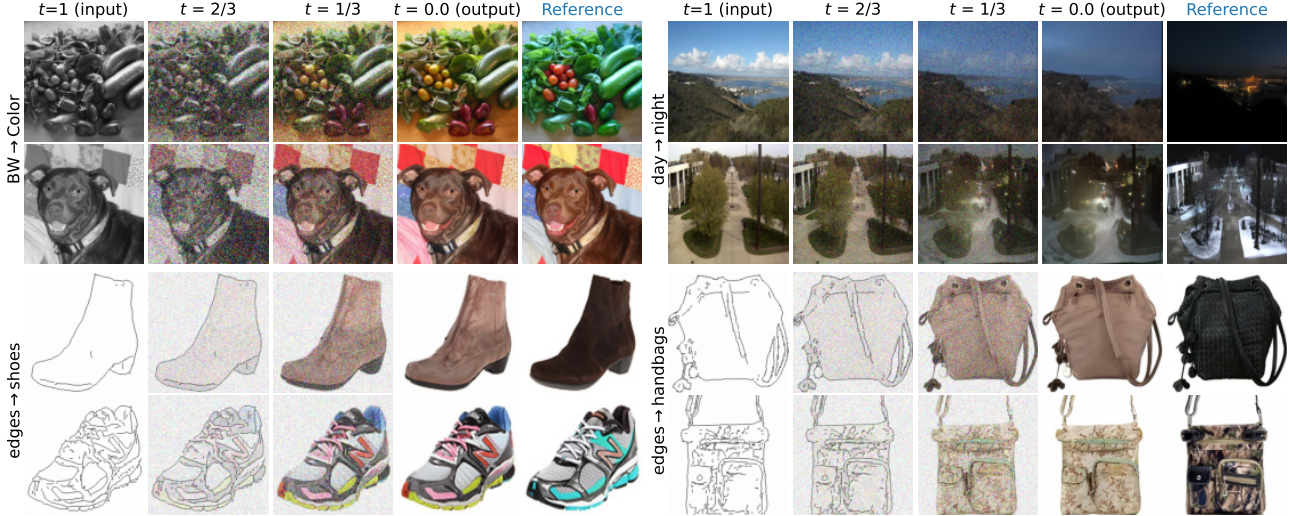 t=1 (input) t = 2/3 t = 1/3 t = 0.0 (output) Reference
t=1 (input) t = 2/3 t = 1/3 t = 0.0 (output) Reference
BW→Color
day→night
edges→shoes
edges→handbags